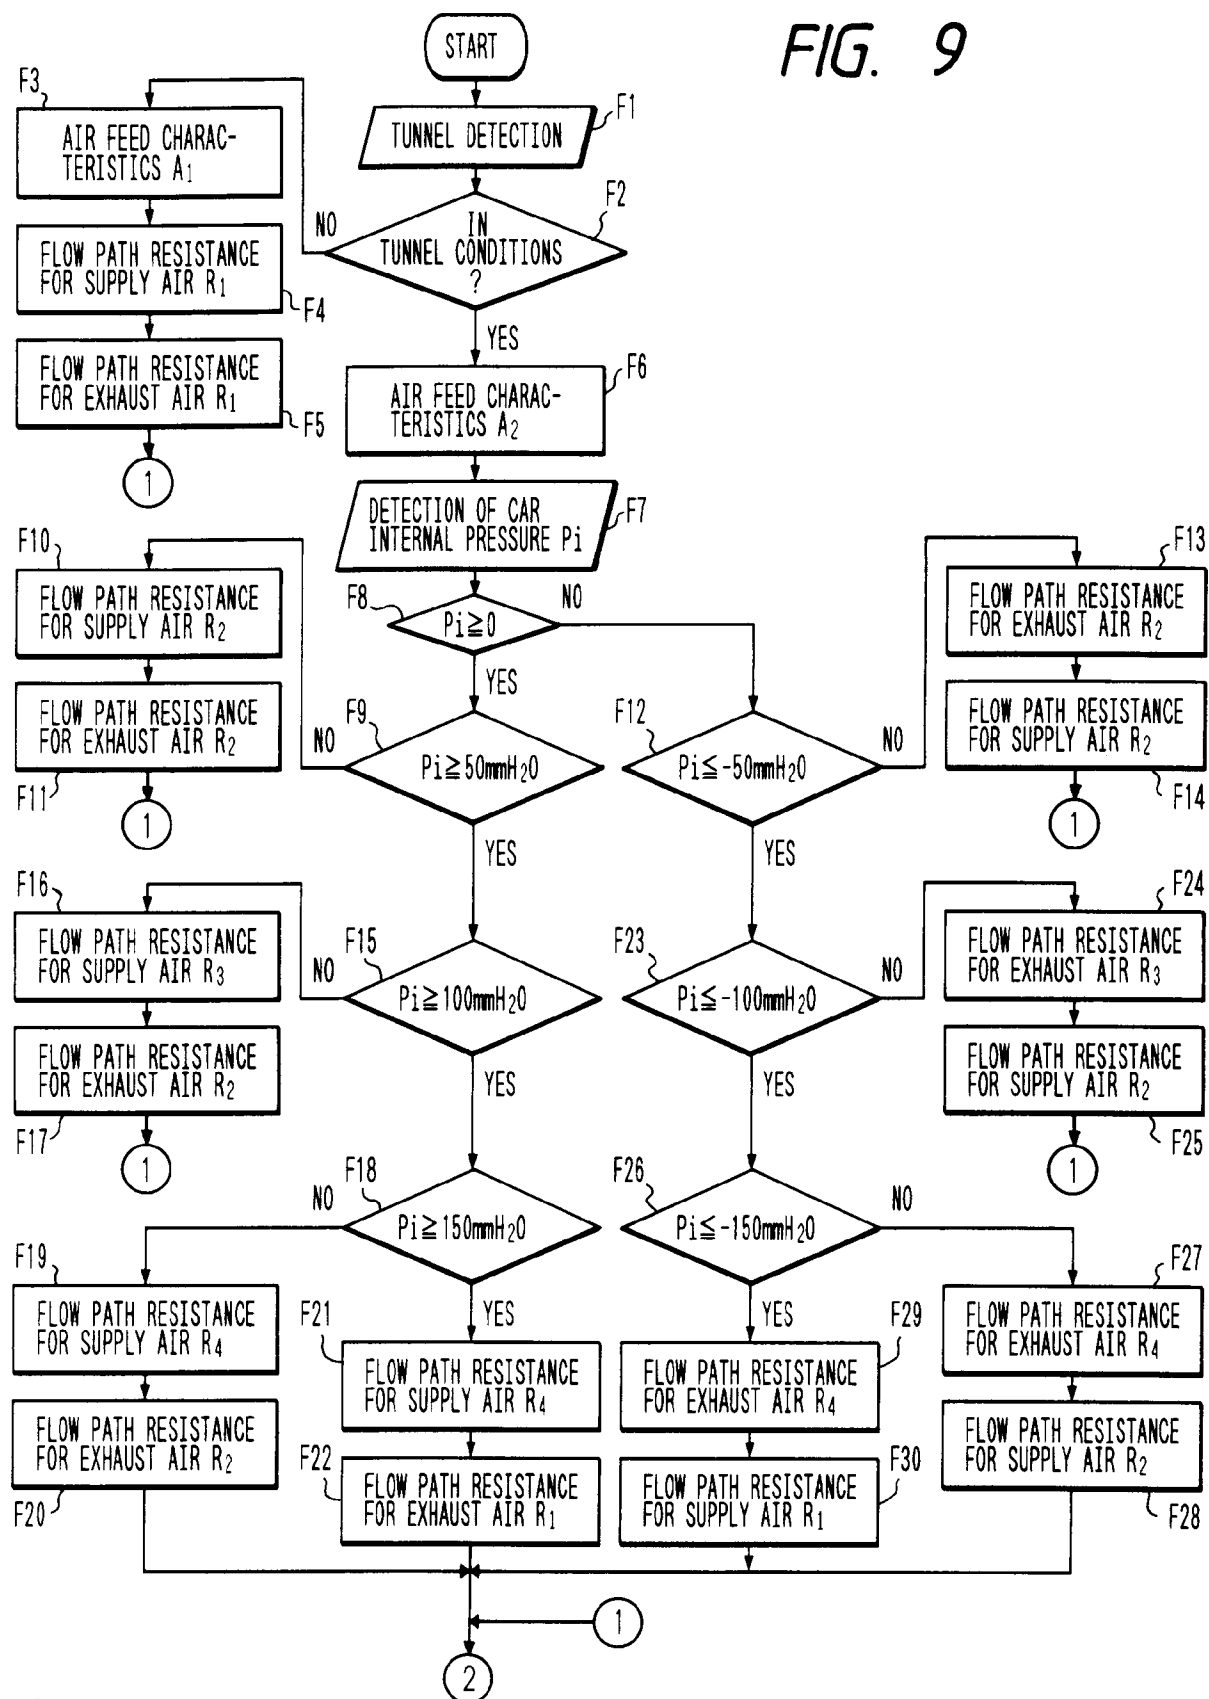 FIG. 9
START
F1
TUNNEL DETECTION
F2
IN
TUNNEL CONDITIONS
?
NO
YES
F3
AIR FEED CHARAC-
TERISTICS A1
FLOW PATH RESISTANCE
FOR SUPPLY AIR R1
F4
FLOW PATH RESISTANCE
FOR EXHAUST AIR R1
F5
1
F6
AIR FEED CHARAC-
TERISTICS A2
F7
DETECTION OF CAR
INTERNAL PRESSURE Pi
F8
Pi≧0
NO
YES
F9
Pi≧50mmH2O
NO
YES
F10
FLOW PATH RESISTANCE
FOR SUPPLY AIR R2
FLOW PATH RESISTANCE
FOR EXHAUST AIR R2
F11
1
F12
Pi≦-50mmH2O
NO
YES
F13
FLOW PATH RESISTANCE
FOR EXHAUST AIR R2
FLOW PATH RESISTANCE
FOR SUPPLY AIR R2
F14
1
F15
Pi≧100mmH2O
NO
YES
F16
FLOW PATH RESISTANCE
FOR SUPPLY AIR R3
FLOW PATH RESISTANCE
FOR EXHAUST AIR R2
F17
1
F23
Pi≦-100mmH2O
NO
YES
F24
FLOW PATH RESISTANCE
FOR EXHAUST AIR R3
FLOW PATH RESISTANCE
FOR SUPPLY AIR R2
F25
1
F18
Pi≧150mmH2O
NO
YES
F19
FLOW PATH RESISTANCE
FOR SUPPLY AIR R4
FLOW PATH RESISTANCE
FOR EXHAUST AIR R2
F20
F21
FLOW PATH RESISTANCE
FOR SUPPLY AIR R4
F22
FLOW PATH RESISTANCE
FOR EXHAUST AIR R1
F26
Pi≦-150mmH2O
NO
YES
F29
FLOW PATH RESISTANCE
FOR EXHAUST AIR R4
F30
FLOW PATH RESISTANCE
FOR SUPPLY AIR R1
F27
FLOW PATH RESISTANCE
FOR EXHAUST AIR R4
FLOW PATH RESISTANCE
FOR SUPPLY AIR R2
F28
1
2